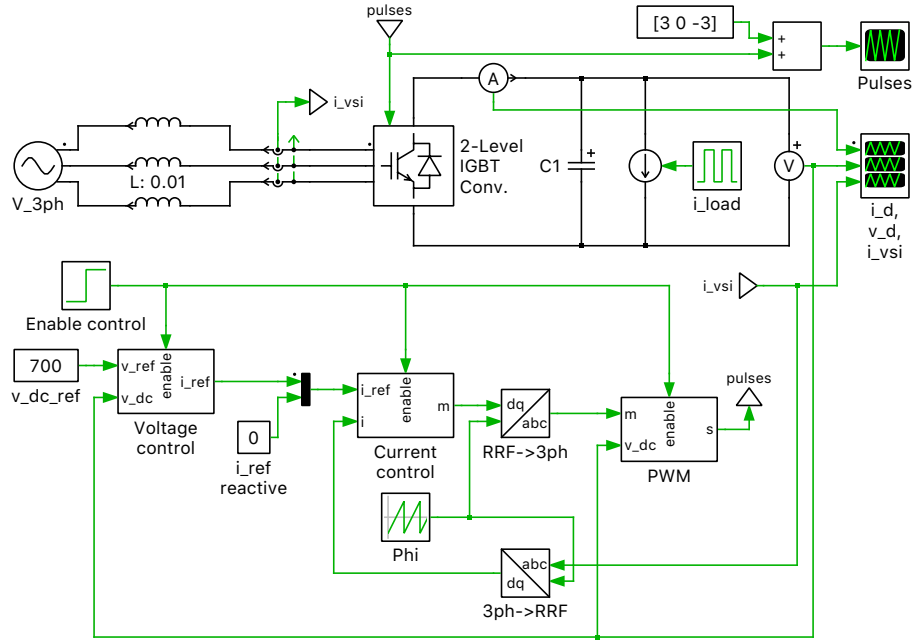 pulses
[3 0 -3]
+
+
Pulses
i_vsi
A
2-Level
IGBT
Conv.
C1
+
+
V
L: 0.01
V_3ph
i_load
i_d,
v_d,
i_vsi
i_vsi
Enable control
700
v_dc_ref
v_ref
v_dc
enable
i_ref
Voltage
control
0
i_ref
reactive
i_ref
i
enable
m
Current
control
dq
abc
RRF->3ph
m
v_dc
enable
s
PWM
pulses
Phi
abc
dq
3ph->RRF